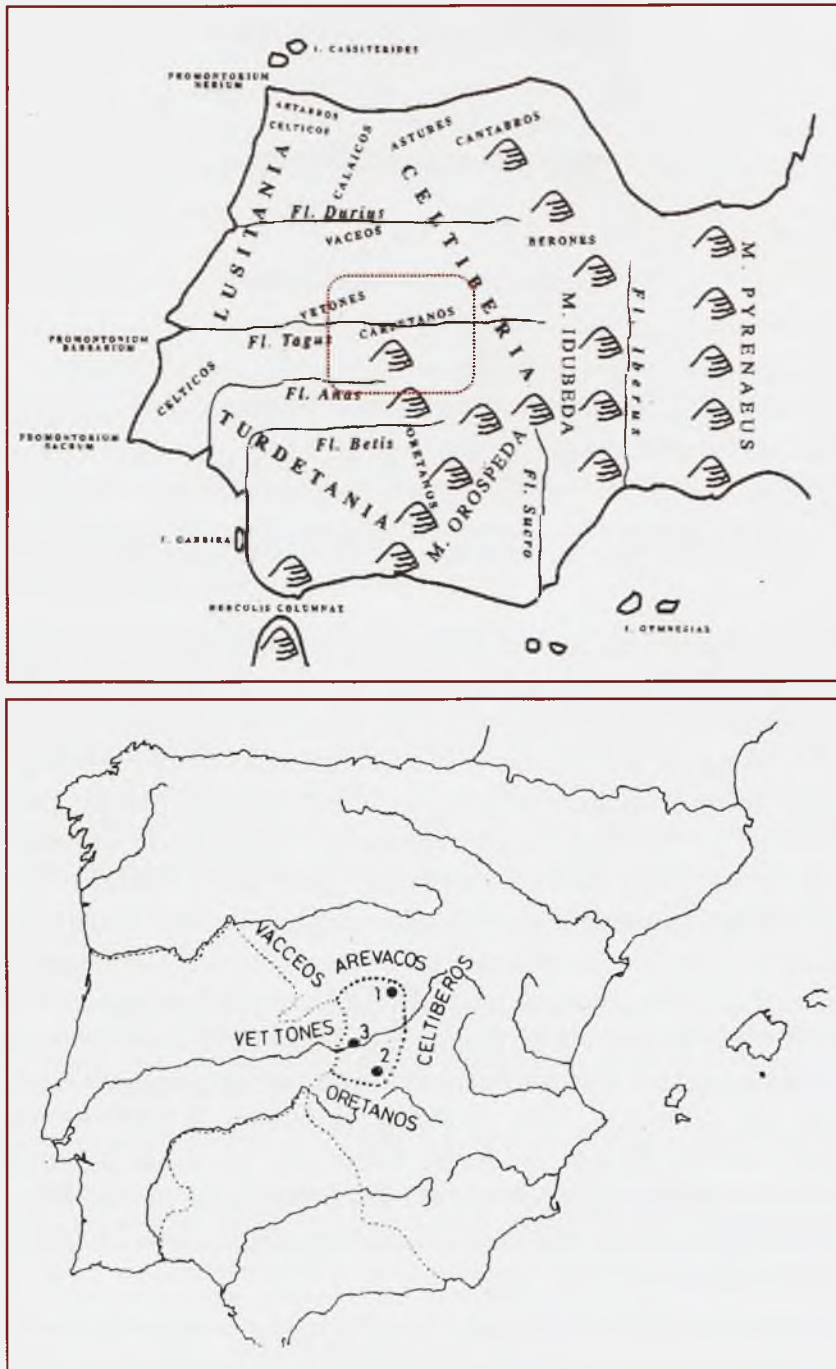 I. CASSITERIDES
PROMONTORIUM
NERIUM
ARTABROS
CELTICOS
CALAICOS
ASTURES
CANTABROS
LUSITANIA
CELTIBERIA
Fl. Durius
VACEOS
BERONES
M. PYRENAEUS
M. IDUBEDA
Fl. Iberus
VETONES
CARPETANOS
PROMONTORIUM
BARBARIUM
Fl. Tagus
CELTICOS
Fl. Anas
PROMONTORIUM
SACRUM
TURDETANIA
Fl. Betis
ORETANOS
M. OROSPEDA
Fl. Sucro
I. GADEIRA
HERCULIS COLUMNAE
I. GYMNESIAS
VACCEOS
AREVACOS
1
CELTIBEROS
VETTONES
3
2
ORETANOS